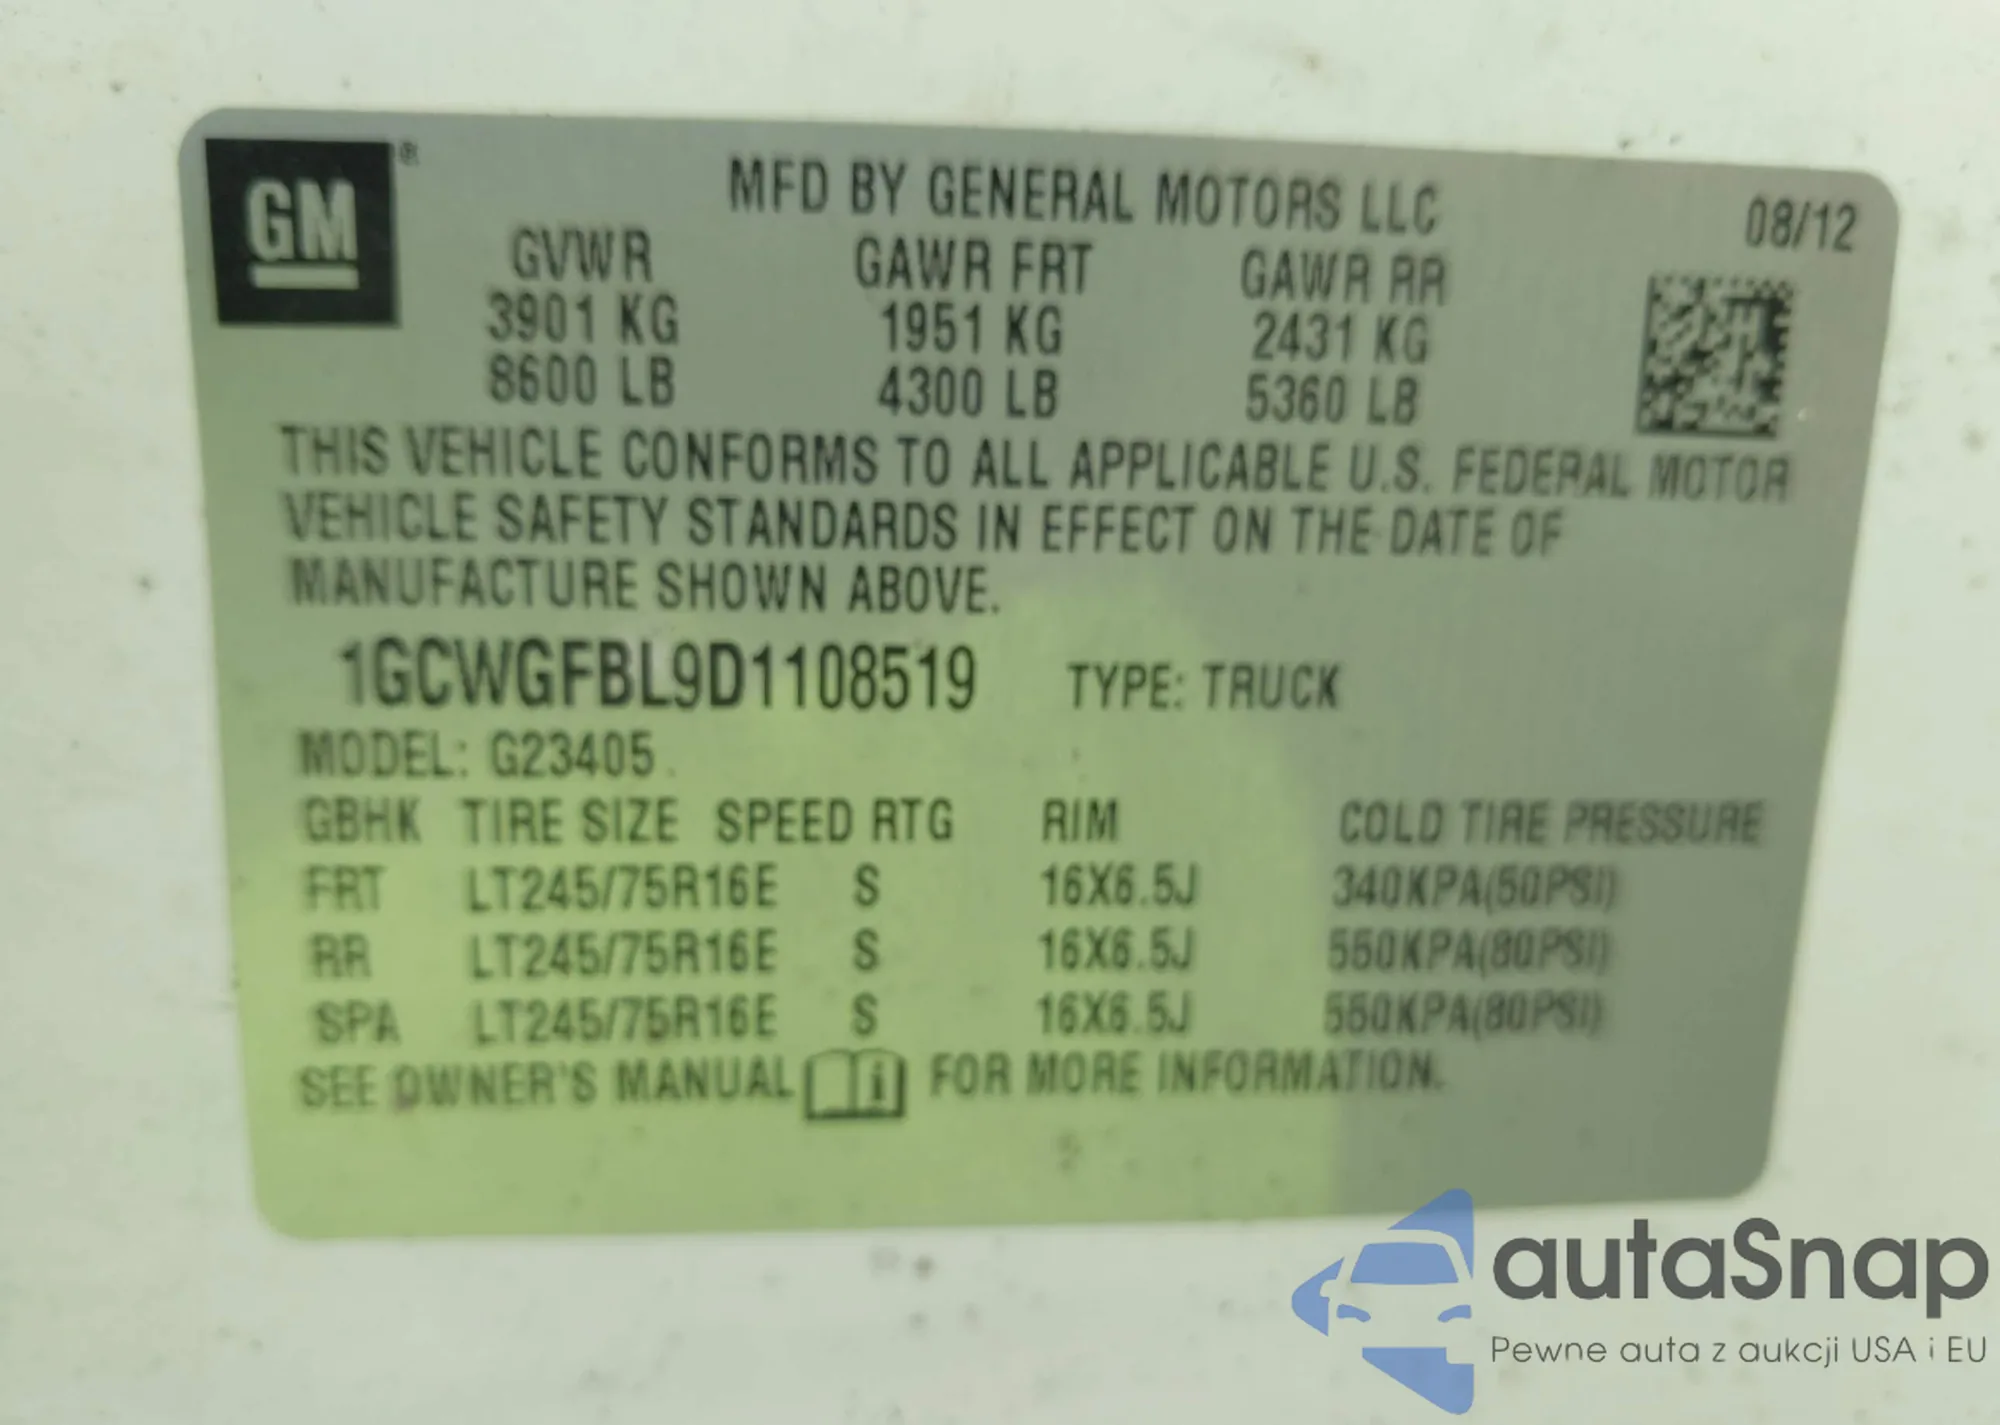 GM®
MFD BY GENERAL MOTORS LLC 08/12
GVWR GAWR FRT GAWR RR
3901 KG 1951 KG 2431 KG
8600 LB 4300 LB 5360 LB
THIS VEHICLE CONFORMS TO ALL APPLICABLE U.S. FEDERAL MOTOR
VEHICLE SAFETY STANDARDS IN EFFECT ON THE DATE OF
MANUFACTURE SHOWN ABOVE.
1GCWGFBL9D1108519 TYPE: TRUCK
MODEL: G23405
GBHK TIRE SIZE SPEED RTG RIM COLD TIRE PRESSURE
FRT LT245/75R16E S 16X6.5J 340KPA(50PSI)
RR LT245/75R16E S 16X6.5J 550KPA(80PSI)
SPA LT245/75R16E S 16X6.5J 550KPA(80PSI)
SEE OWNER'S MANUAL i FOR MORE INFORMATION.
autaSnap
Pewne auta z aukcji USA i EU